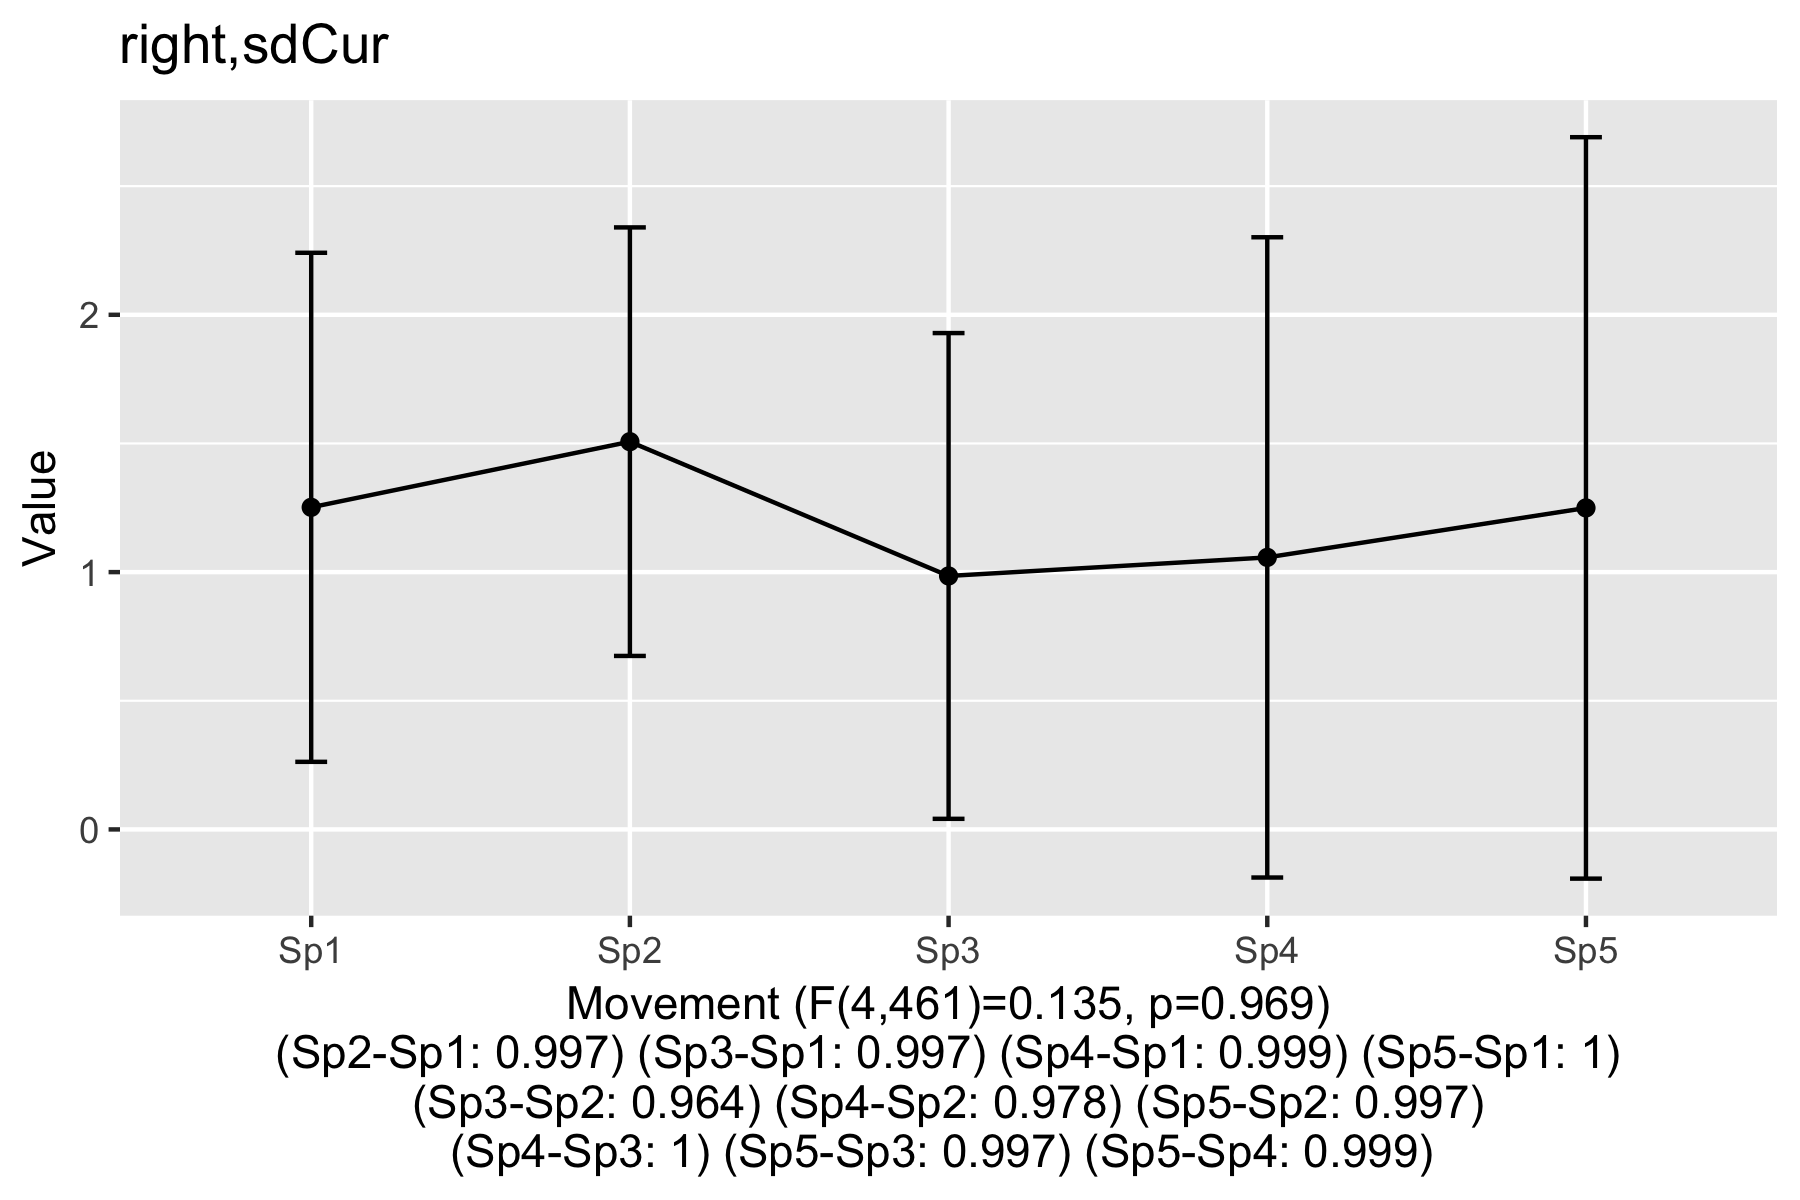 right,sdCur
Value
2
1
0
Sp1 Sp2 Sp3 Sp4 Sp5
Movement (F(4,461)=0.135, p=0.969)
(Sp2-Sp1: 0.997) (Sp3-Sp1: 0.997) (Sp4-Sp1: 0.999) (Sp5-Sp1: 1)
(Sp3-Sp2: 0.964) (Sp4-Sp2: 0.978) (Sp5-Sp2: 0.997)
(Sp4-Sp3: 1) (Sp5-Sp3: 0.997) (Sp5-Sp4: 0.999)